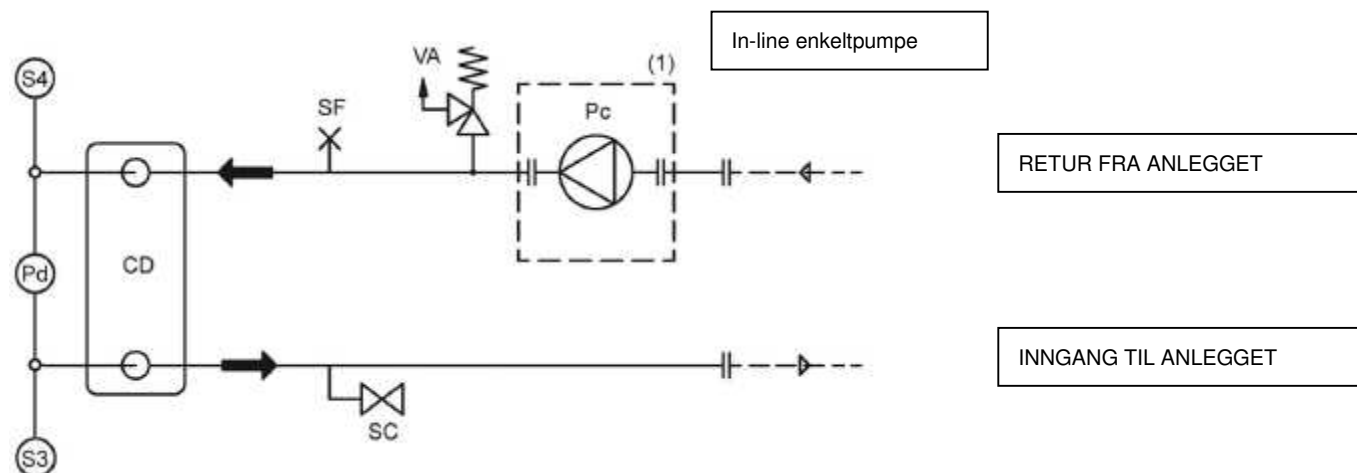 In-line enkeltpumpe
S4
VA
(1)
SF
Pc
RETUR FRA ANLEGGET
Pd
CD
INNGANG TIL ANLEGGET
SC
S3